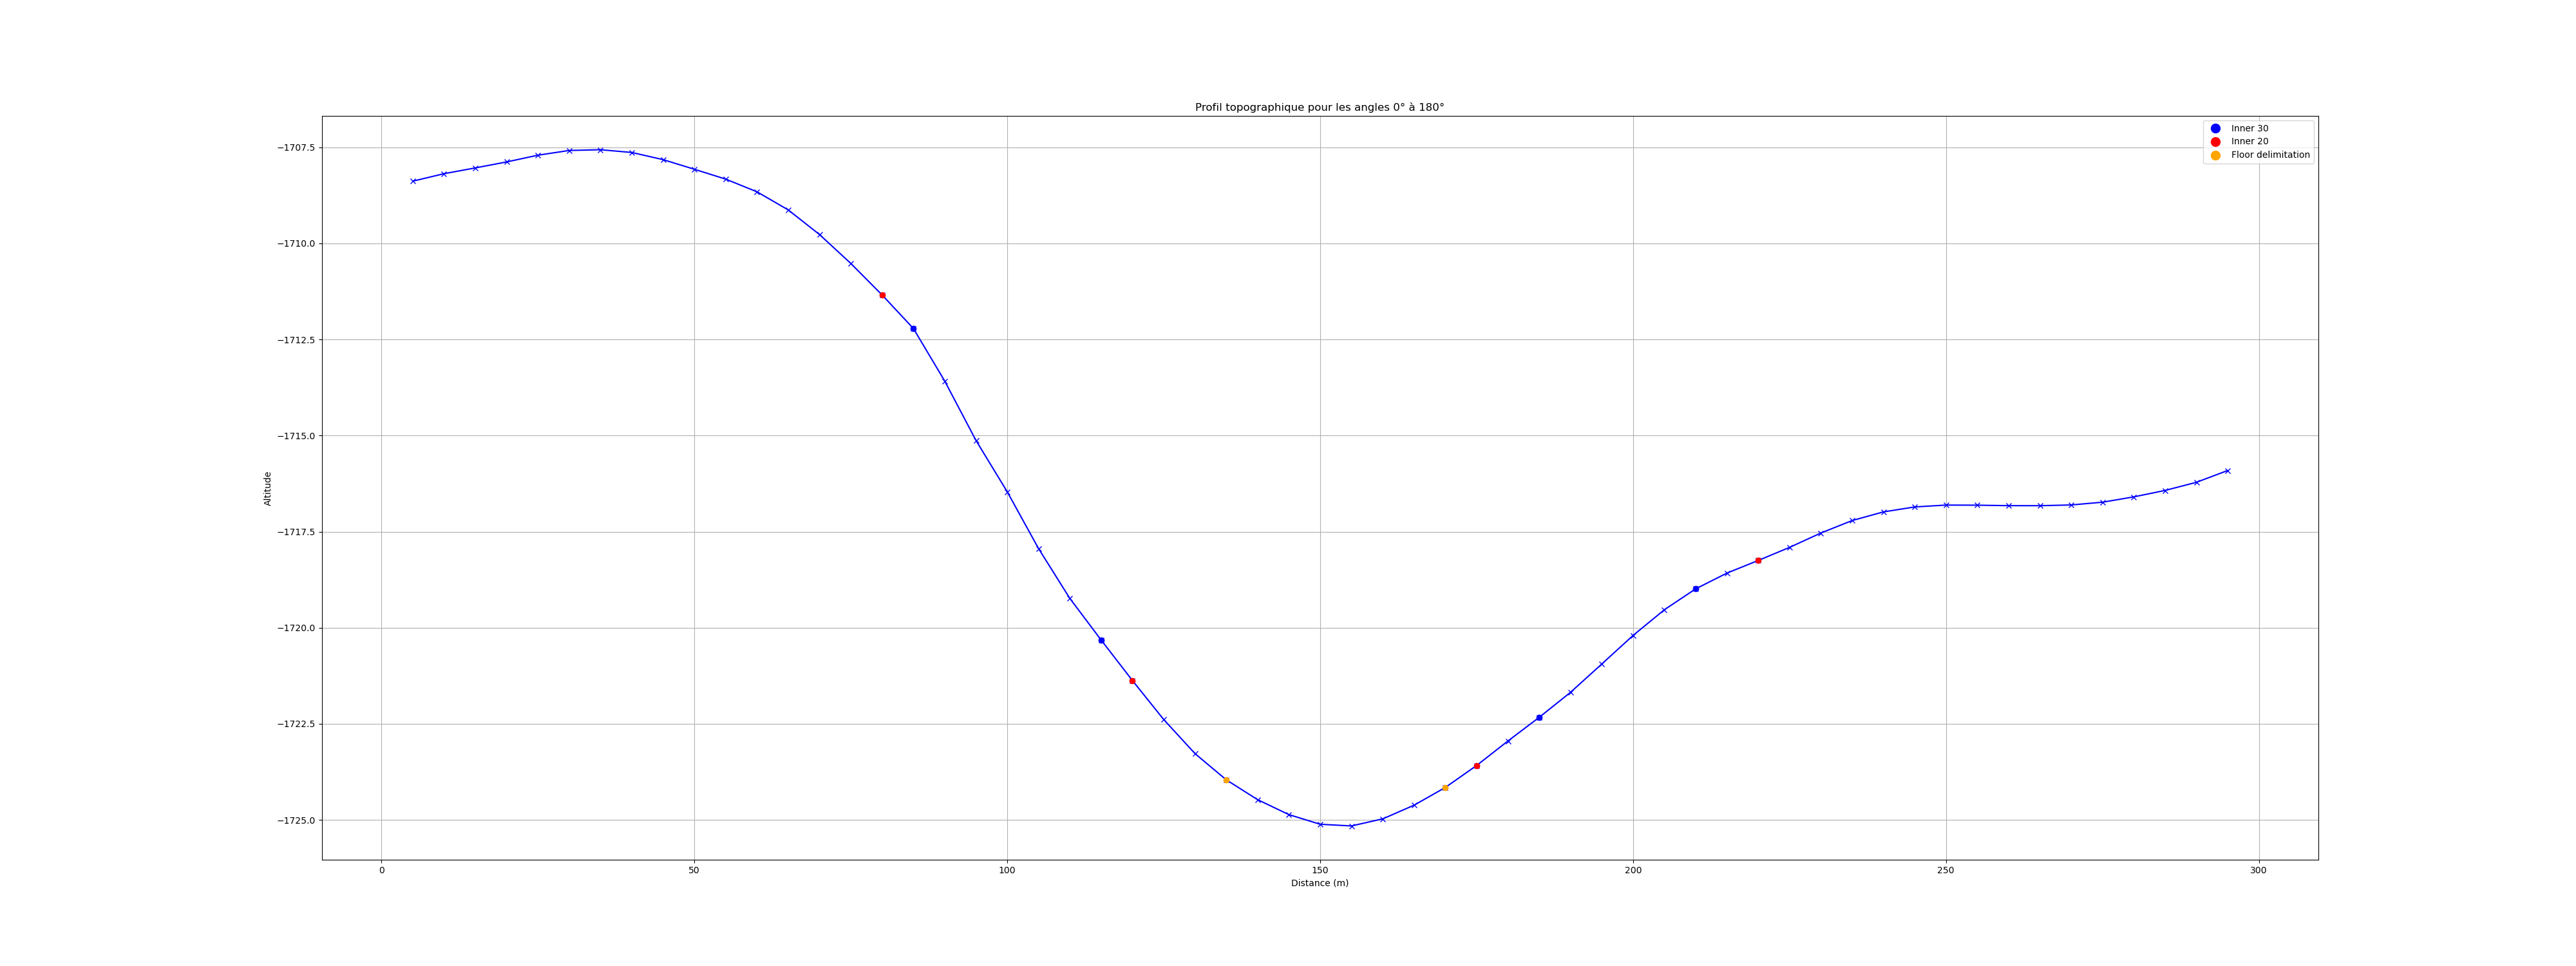 Profil topographique pour les angles 0° à 180°
Inner 30
Inner 20
Floor delimitation
−1707.5
−1710.0
−1712.5
−1715.0
−1717.5
−1720.0
−1722.5
−1725.0
Altitude
0 50 100 150 200 250 300
Distance (m)